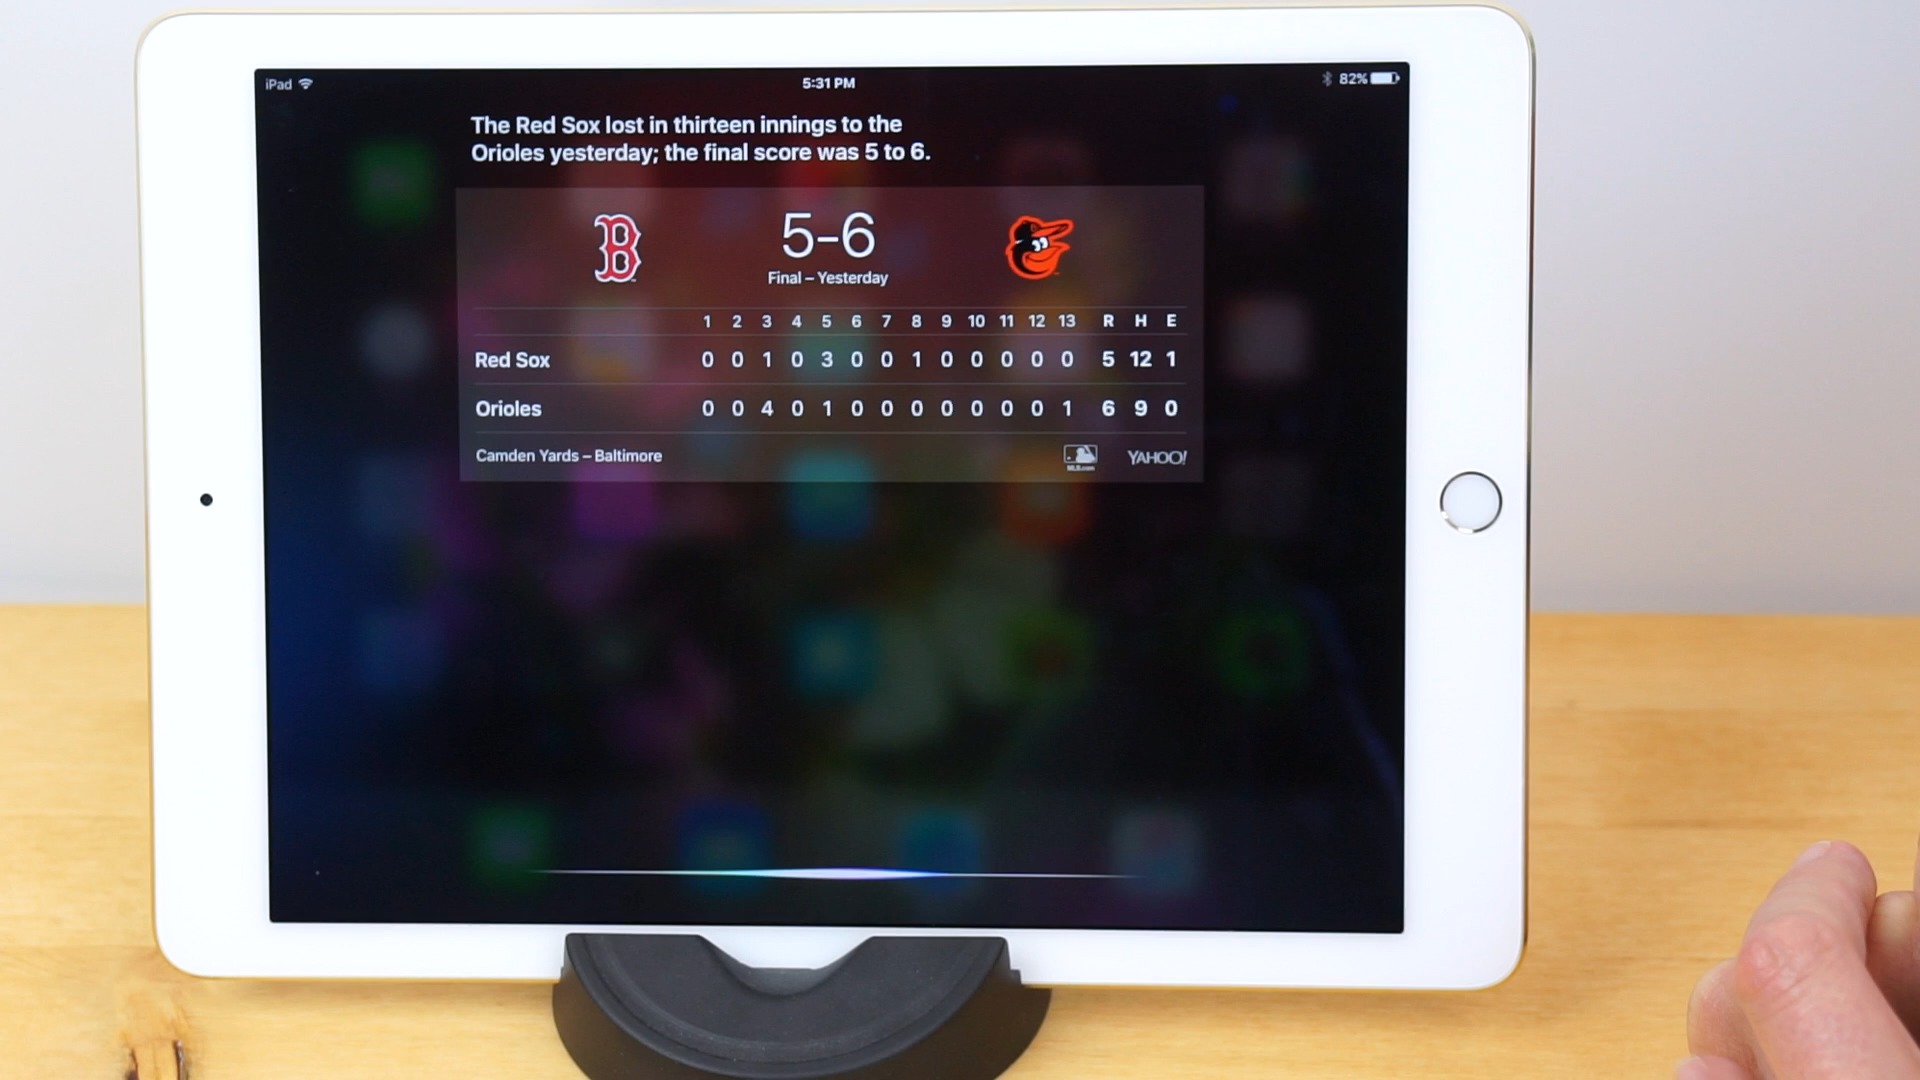 iPad 5:31 PM 82%
The Red Sox lost in thirteen innings to the
Orioles yesterday; the final score was 5 to 6.
B 5-6
Final – Yesterday
1 2 3 4 5 6 7 8 9 10 11 12 13 R H E
Red Sox 0 0 1 0 3 0 0 1 0 0 0 0 0 5 12 1
Orioles 0 0 4 0 1 0 0 0 0 0 0 0 1 6 9 0
Camden Yards – Baltimore MLB.com YAHOO!